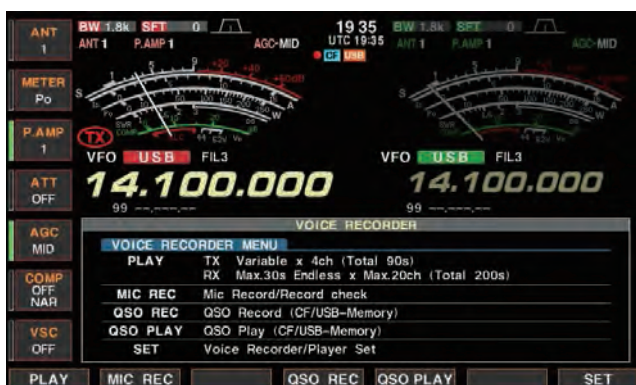 ANT
1
BW 1.8k SFT 0
ANT 1 P.AMP 1 AGC-MID
19 35
UTC 19:35
CF USB
BW 1.8k SFT 0
ANT 1 P.AMP 1 AGC-MID
METER
Po
P.AMP
1
ATT
OFF
AGC
MID
COMP
OFF
NAR
VSC
OFF
TX
VFO USB FIL3
VFO USB FIL3
14.100.000
14.100.000
99 --.---.--
99 --.---.--
VOICE RECORDER
VOICE RECORDER MENU
PLAY TX Variable x 4ch (Total 90s)
RX Max.30s Endless x Max.20ch (Total 200s)
MIC REC Mic Record/Record check
QSO REC QSO Record (CF/USB-Memory)
QSO PLAY QSO Play (CF/USB-Memory)
SET Voice Recorder/Player Set
PLAY MIC REC QSO REC QSO PLAY SET